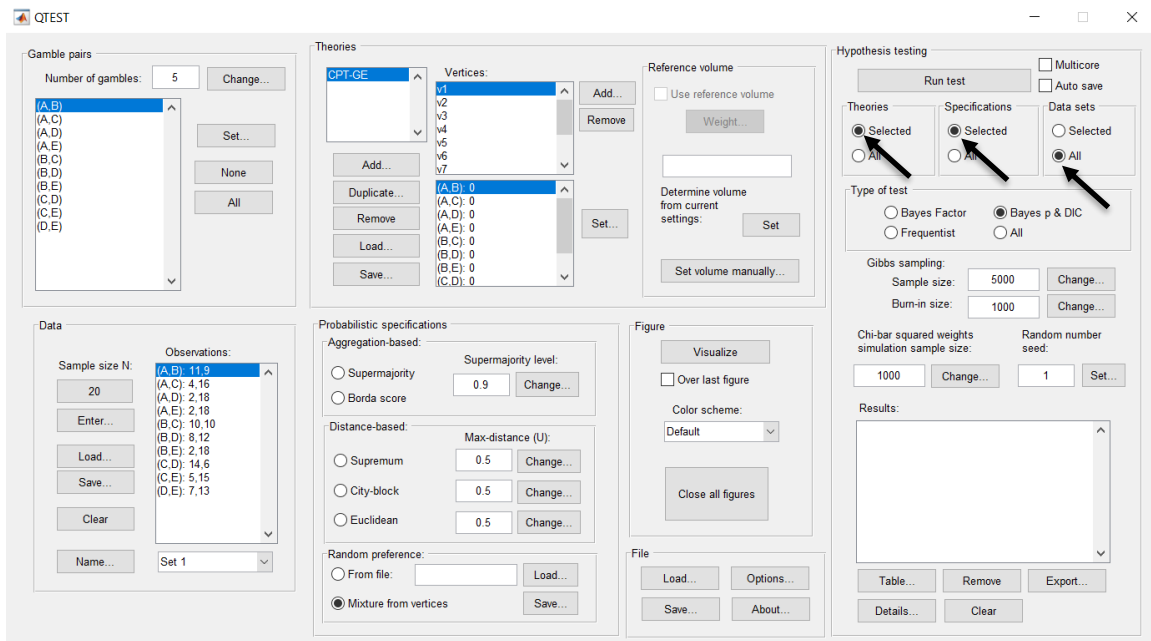 QTEST
Gamble pairs
Number of gambles: 5 Change...
(A,B)
(A,C)
(A,D)
(A,E)
(B,C)
(B,D)
(B,E)
(C,D)
(C,E)
(D,E)
Set...
None
All
Theories
CPT-GE
Vertices:
v1
v2
v3
v4
v5
v6
v7
Add...
Remove
Add...
Duplicate...
Remove
Load...
Save...
(A,B): 0
(A,C): 0
(A,D): 0
(A,E): 0
(B,C): 0
(B,D): 0
(B,E): 0
(C,D): 0
Set...
Reference volume
Use reference volume
Weight...
Determine volume
from current
settings:
Set
Set volume manually...
Hypothesis testing
Run test
Multicore
Auto save
Theories
Selected
All
Specifications
Selected
All
Data sets
Selected
All
Type of test
Bayes Factor
Bayes p & DIC
Frequentist
All
Gibbs sampling:
Sample size: 5000 Change...
Burn-in size: 1000 Change...
Chi-bar squared weights
simulation sample size:
1000 Change...
Random number
seed:
1 Set...
Results:
Table...
Remove
Export...
Details...
Clear
Data
Sample size N:
20
Enter...
Load...
Save...
Clear
Name...
Observations:
(A,B): 11,9
(A,C): 4,16
(A,D): 2,18
(A,E): 2,18
(B,C): 10,10
(B,D): 8,12
(B,E): 2,18
(C,D): 14,6
(C,E): 5,15
(D,E): 7,13
Set 1
Probabilistic specifications
Aggregation-based:
Supermajority
Borda score
Supermajority level:
0.9 Change...
Distance-based:
Max-distance (U):
Supremum 0.5 Change...
City-block 0.5 Change...
Euclidean 0.5 Change...
Random preference:
From file: Load...
Mixture from vertices Save...
Figure
Visualize
Over last figure
Color scheme:
Default
Close all figures
File
Load...
Options...
Save...
About...